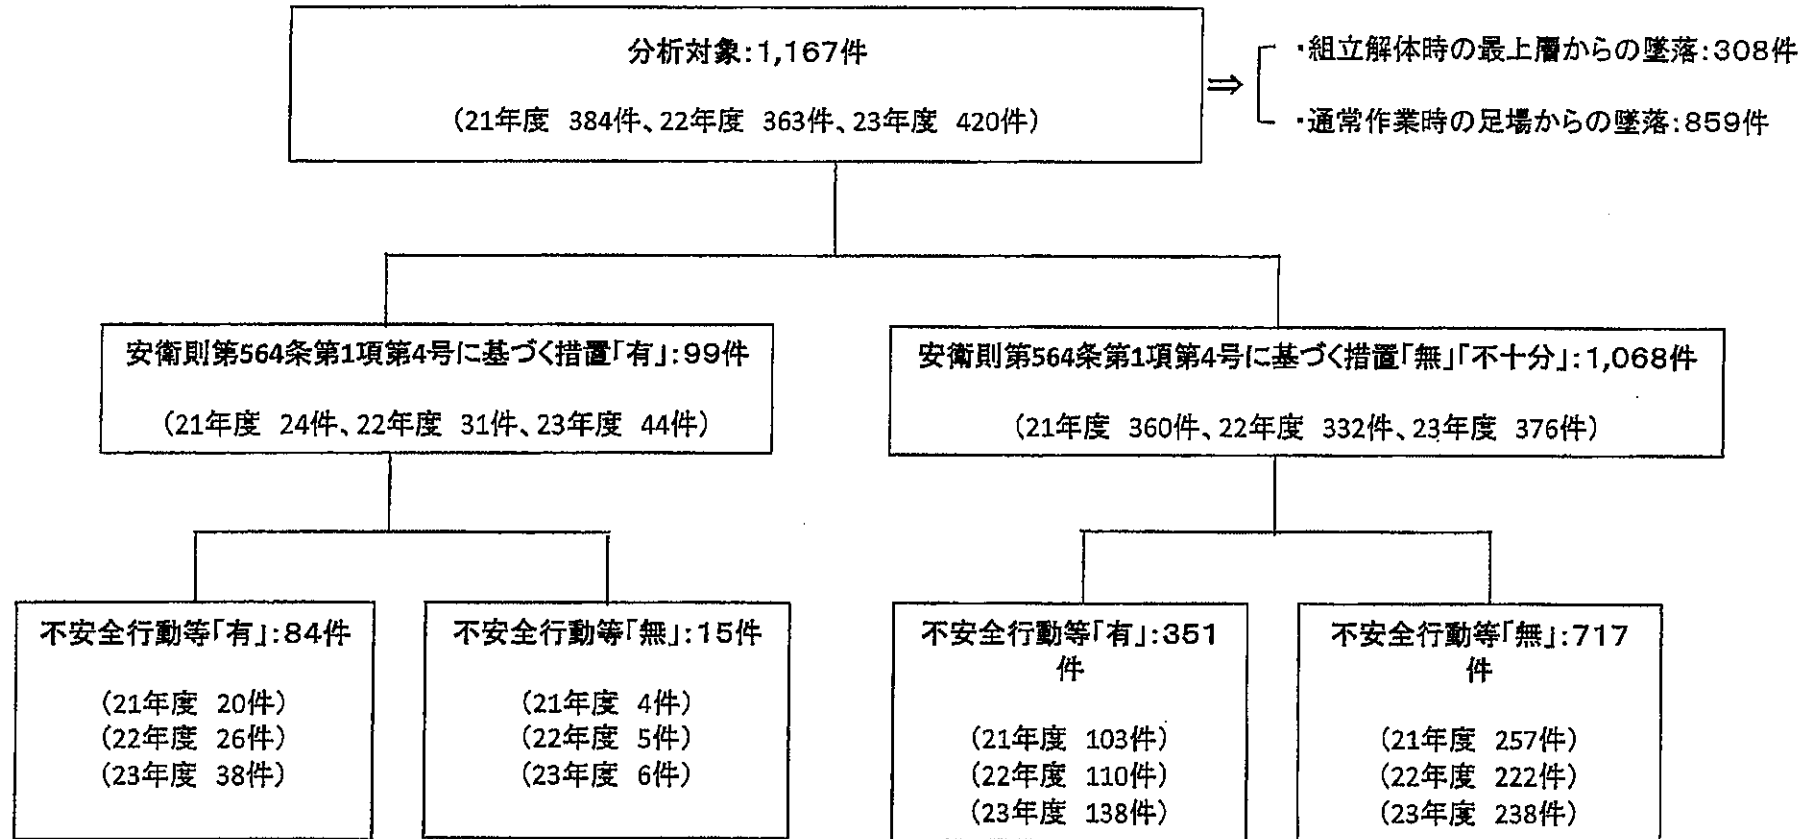 分析対象:1,167件
(21年度 384件、22年度 363件、23年度 420件)
⇒
・組立解体時の最上層からの墜落:308件
・通常作業時の足場からの墜落:859件
安衛則第564条第1項第4号に基づく措置「有」:99件
(21年度 24件、22年度 31件、23年度 44件)
安衛則第564条第1項第4号に基づく措置「無」「不十分」:1,068件
(21年度 360件、22年度 332件、23年度 376件)
不安全行動等「有」:84件
(21年度 20件)
(22年度 26件)
(23年度 38件)
不安全行動等「無」:15件
(21年度 4件)
(22年度 5件)
(23年度 6件)
不安全行動等「有」:351
件
(21年度 103件)
(22年度 110件)
(23年度 138件)
不安全行動等「無」:717
件
(21年度 257件)
(22年度 222件)
(23年度 238件)